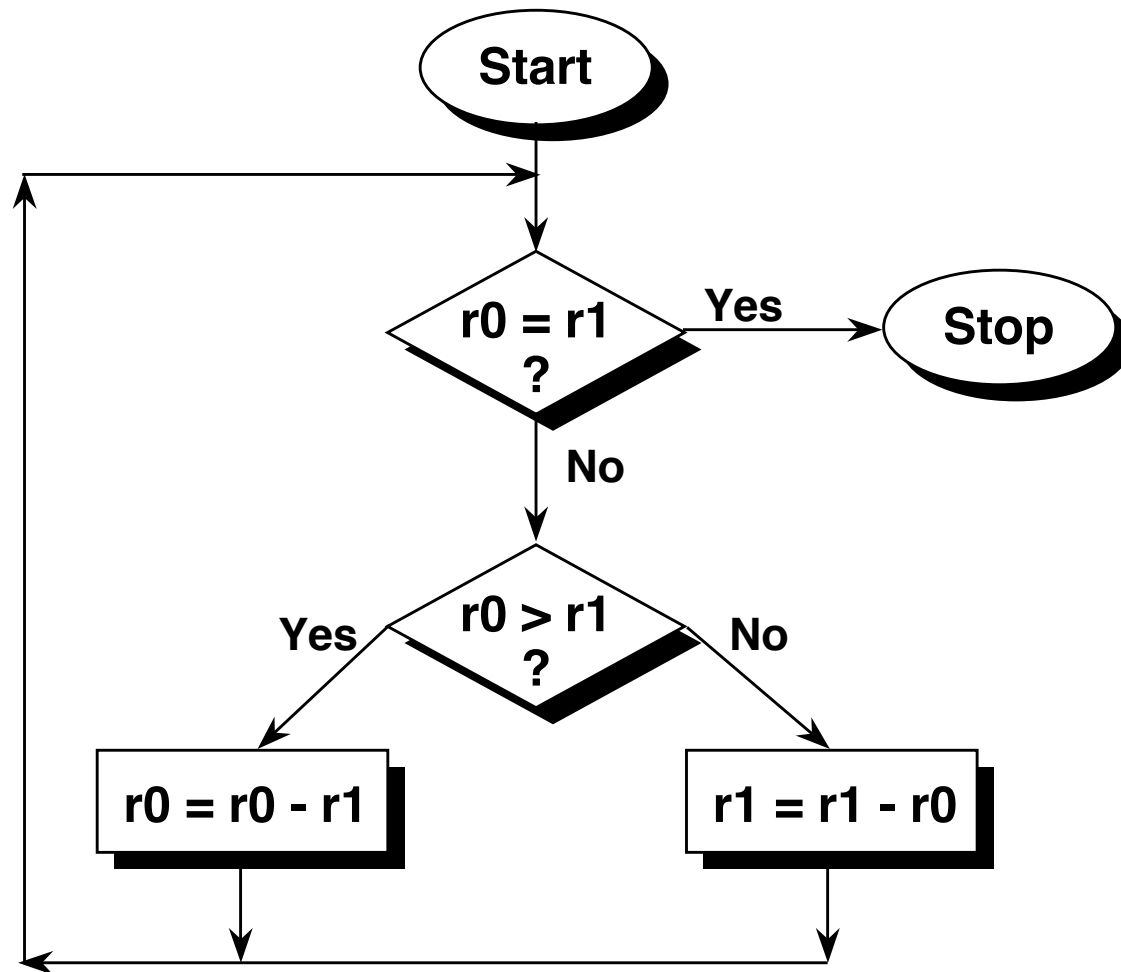 Start
r0 = r1
?
Yes
Stop
No
r0 > r1
?
Yes
No
r0 = r0 - r1
r1 = r1 - r0